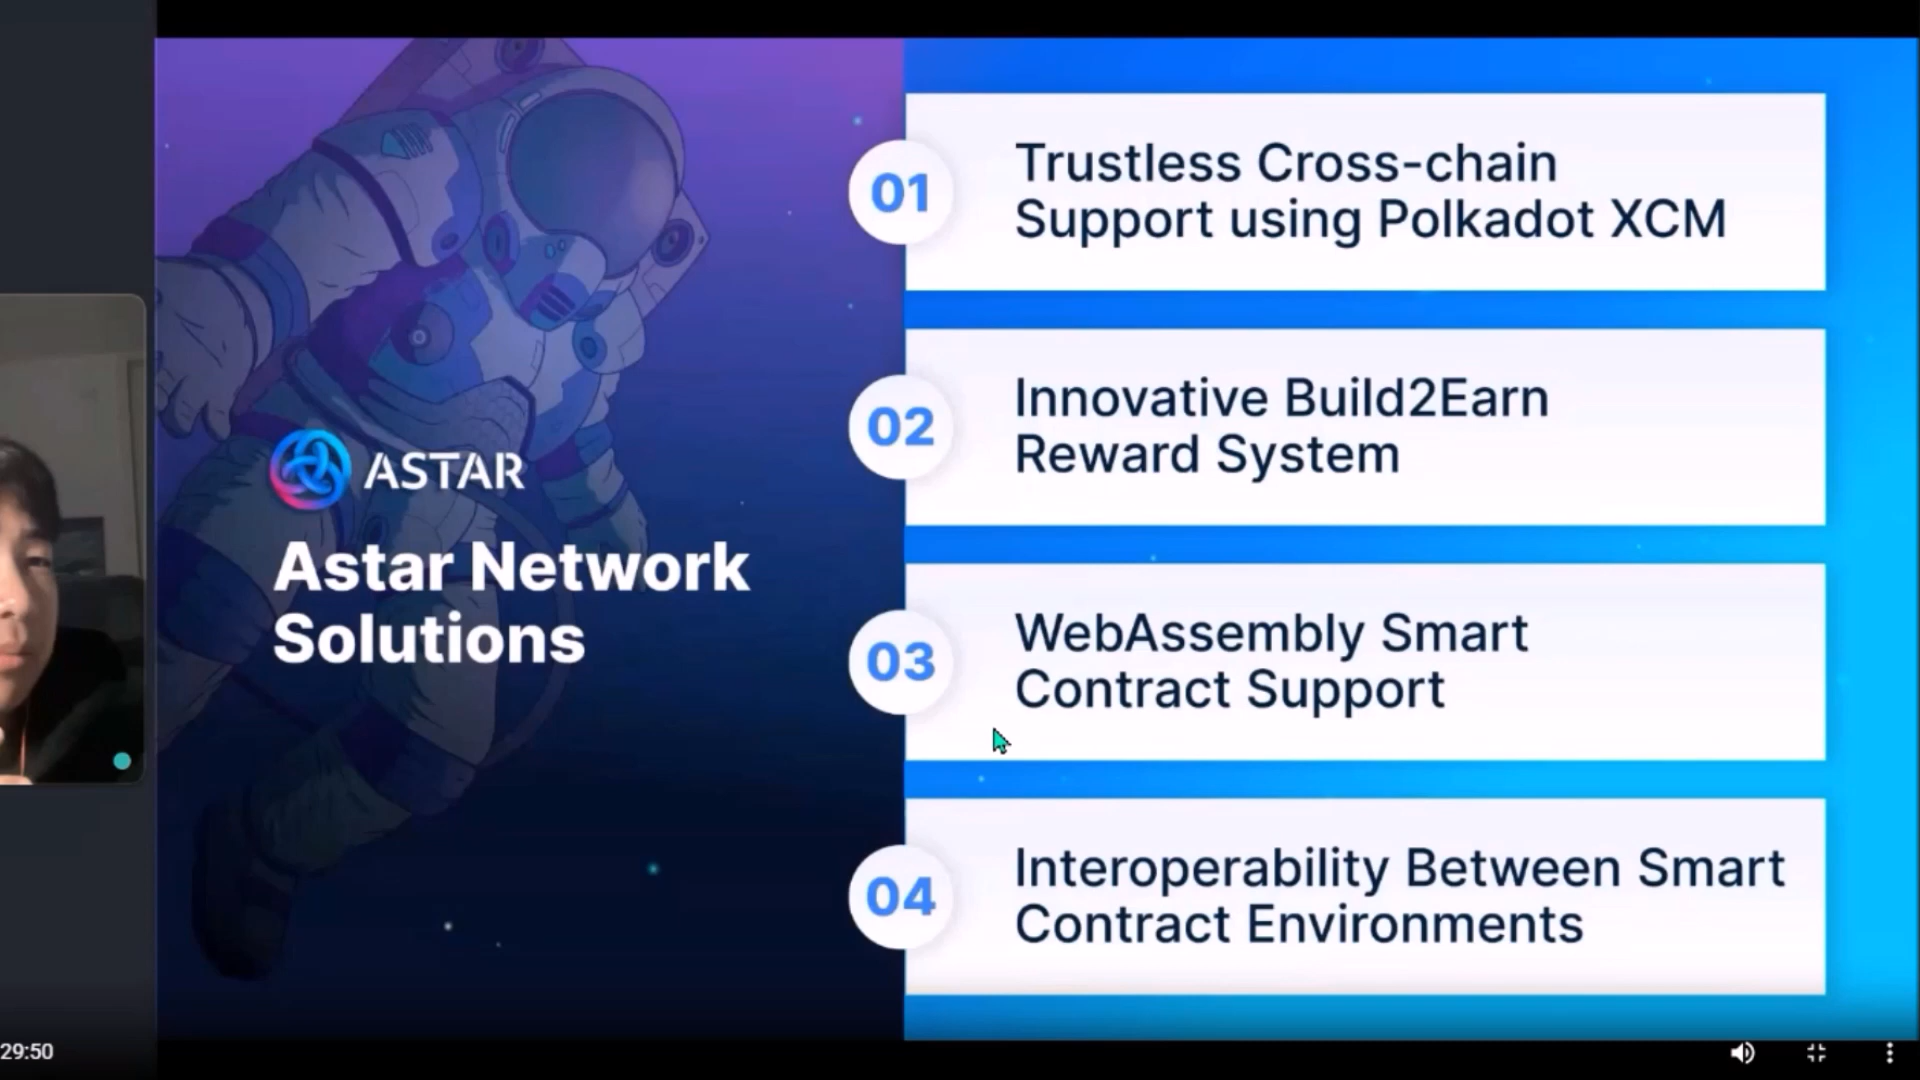 ASTAR
Astar Network
Solutions
01
Trustless Cross-chain
Support using Polkadot XCM
02
Innovative Build2Earn
Reward System
03
WebAssembly Smart
Contract Support
04
Interoperability Between Smart
Contract Environments
29:50